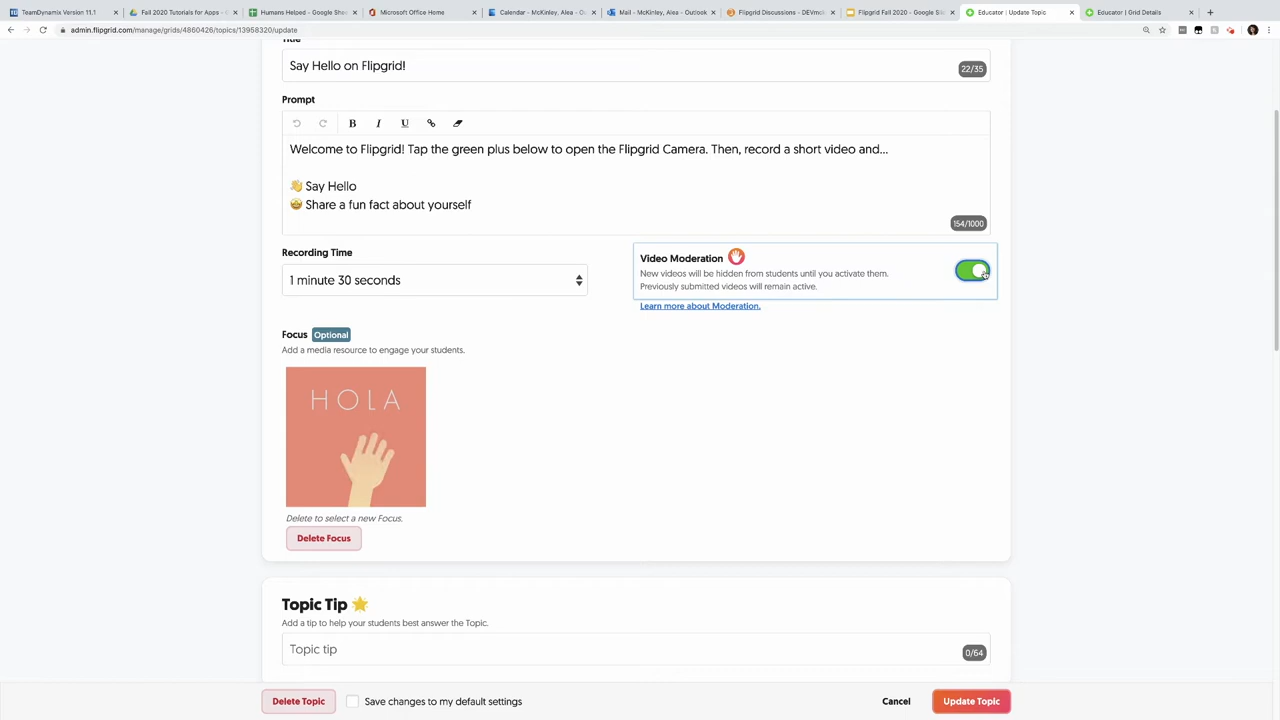 TeamDynamix Version 11.1
Fall 2020 Tutorials for Apps -
Humans Helped - Google She
Microsoft Office Home
Calendar - McKinley, Alea - O
Mail - McKinley, Alea - Outlook
Flipgrid Discussions - DEVmo
Flipgrid Fall 2020 - Google Sli
Educator | Update Topic
Educator | Grid Details
admin.flipgrid.com/manage/grids/4860426/topics/13958320/update
Title
Say Hello on Flipgrid!
22/35
Prompt
B I U
Welcome to Flipgrid! Tap the green plus below to open the Flipgrid Camera. Then, record a short video and...
👋 Say Hello
🤩 Share a fun fact about yourself
154/1000
Recording Time
1 minute 30 seconds
Video Moderation
New videos will be hidden from students until you activate them.
Previously submitted videos will remain active.
Learn more about Moderation.
Focus Optional
Add a media resource to engage your students.
HOLA
Delete to select a new Focus.
Delete Focus
Topic Tip ⭐
Add a tip to help your students best answer the Topic.
Topic tip
0/64
Delete Topic
Save changes to my default settings
Cancel
Update Topic